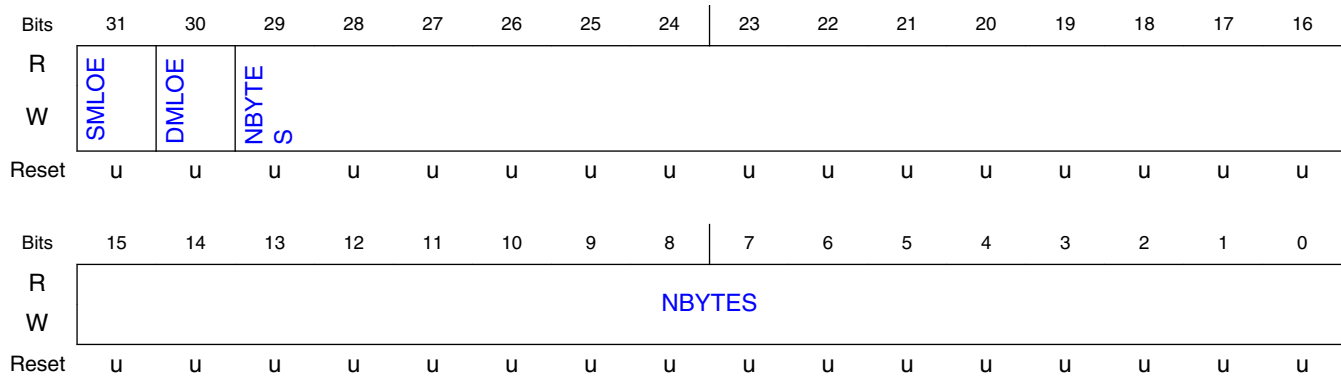 Bits 31 30 29 28 27 26 25 24 23 22 21 20 19 18 17 16
R
W
SMLOE
DMLOE
NBYTE
S
Reset u u u u u u u u u u u u u u u u
Bits 15 14 13 12 11 10 9 8 7 6 5 4 3 2 1 0
R
NBYTES
W
Reset u u u u u u u u u u u u u u u u